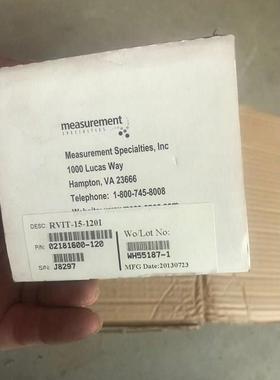 measurement
SPECIALTIES
Measurement Specialties, Inc
1000 Lucas Way
Hampton, VA 23666
Telephone: 1-800-745-8008
DESC: RVIT-15-120I
P/N: 02181600-120
S/N: J8297
Wo/Lot No:
WH55187-1
MFG Date:20130723